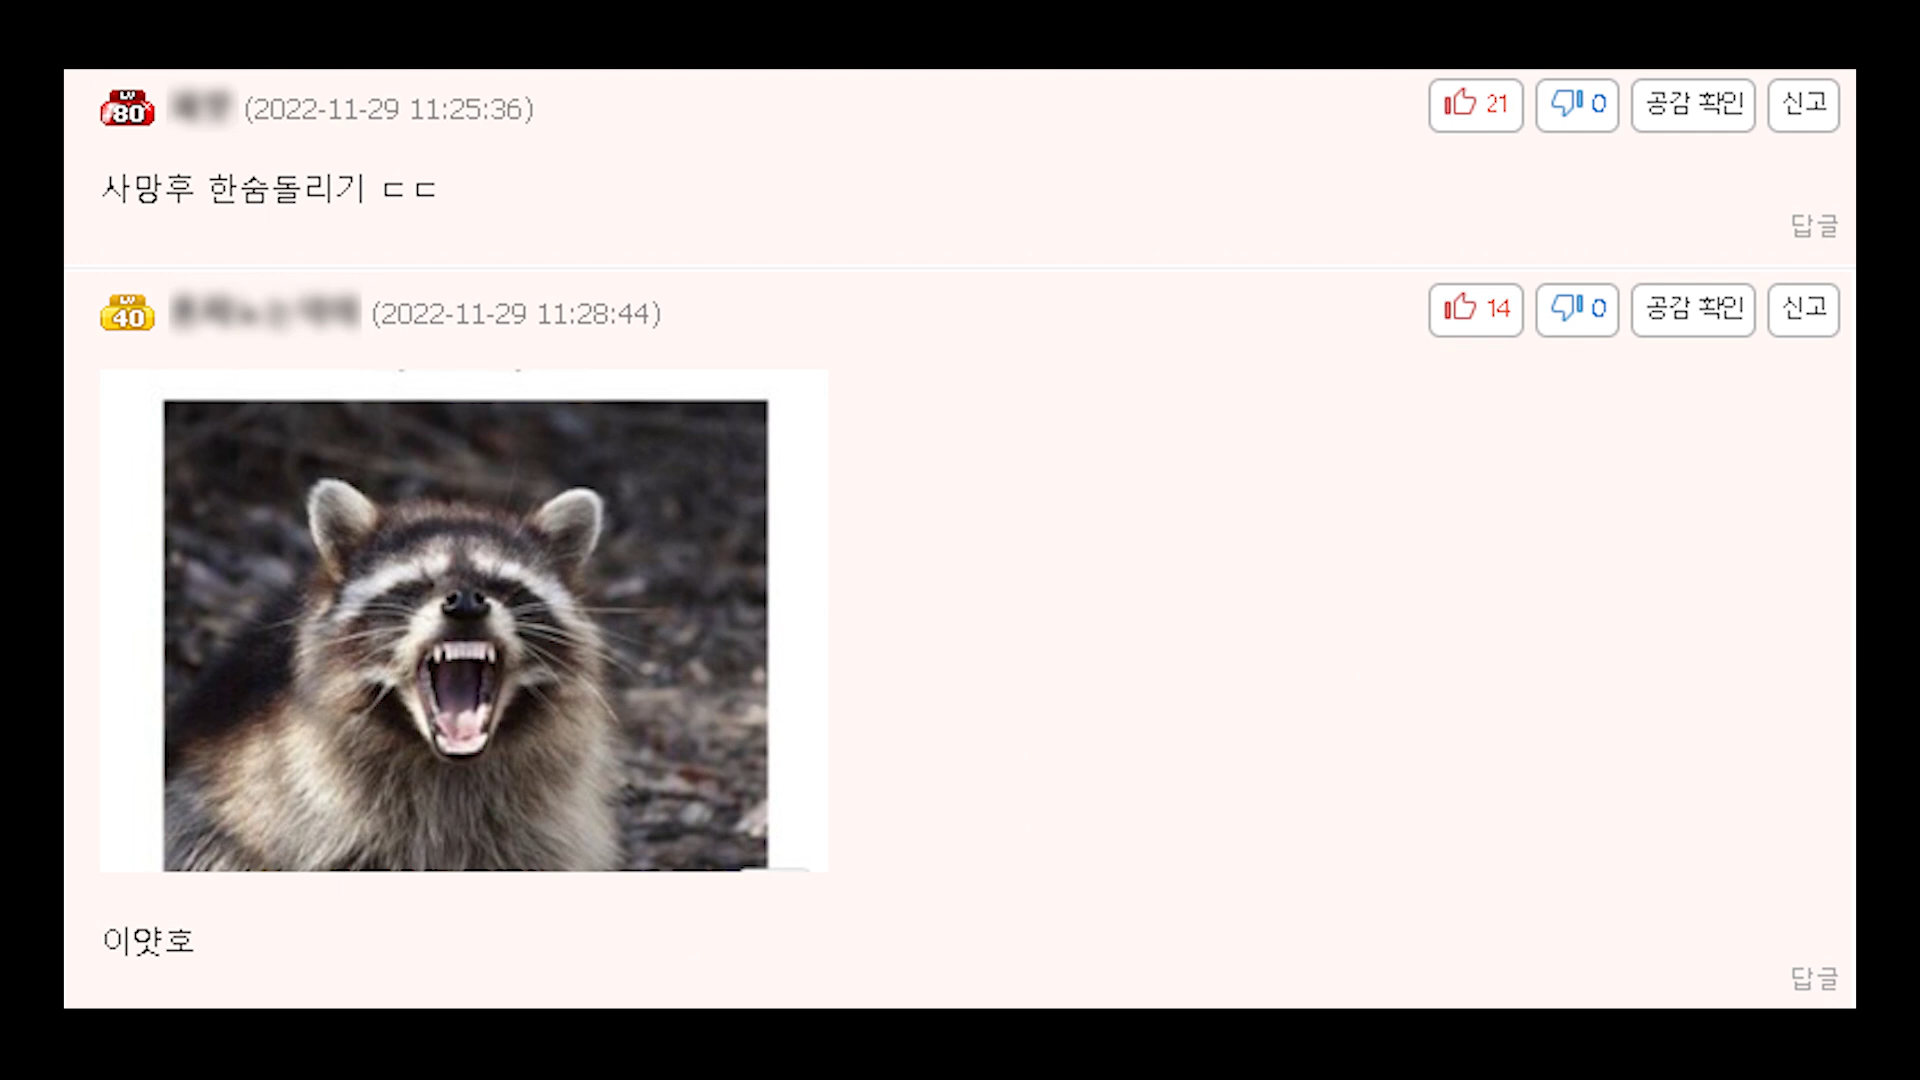 LV 80 (2022-11-29 11:25:36) 21 0 공감 확인 신고
사망후 한숨돌리기 ㄷㄷ
답글
LV 40 (2022-11-29 11:28:44) 14 0 공감 확인 신고
이얏호
답글